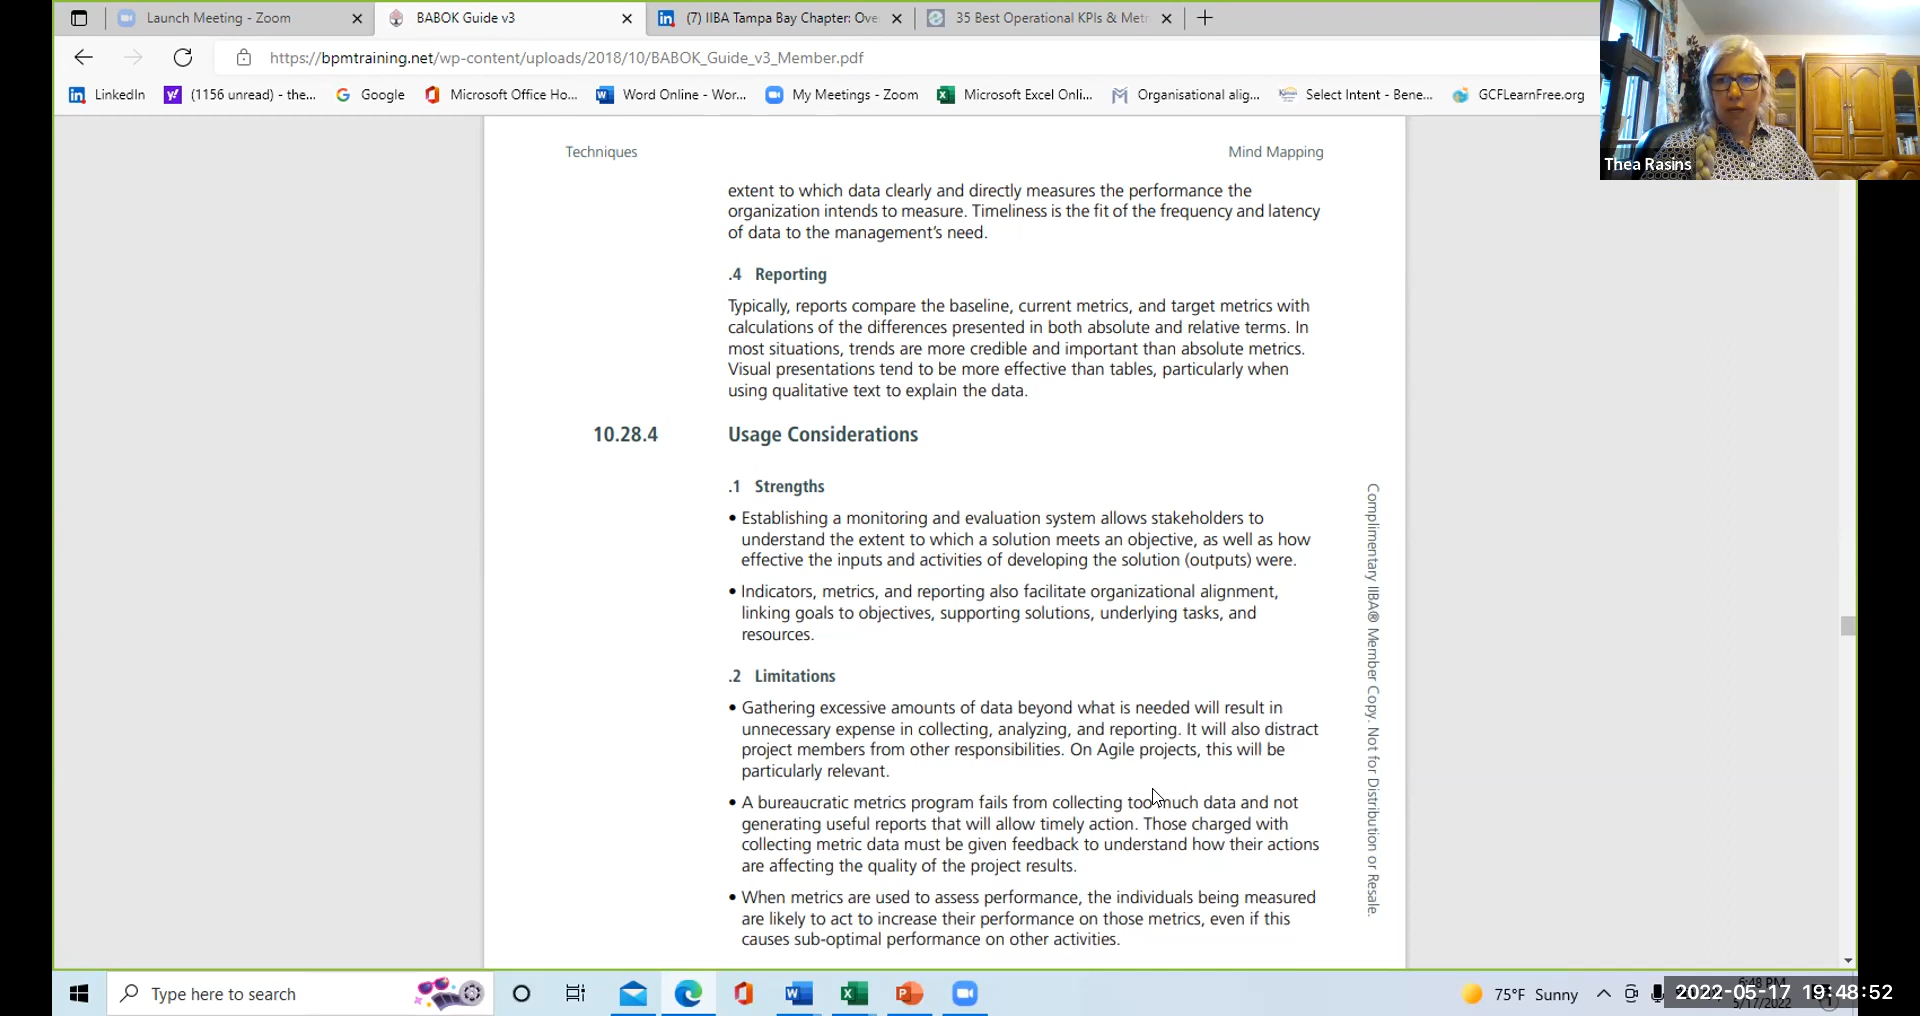 Launch Meeting - Zoom
BABOK Guide v3
(7) IIBA Tampa Bay Chapter: Ove
35 Best Operational KPIs & Met
https://bpmtraining.net/wp-content/uploads/2018/10/BABOK_Guide_v3_Member.pdf
LinkedIn
(1156 unread) - the...
Google
Microsoft Office Ho...
Word Online - Wor...
My Meetings - Zoom
Microsoft Excel Onli...
Organisational alig...
Select Intent - Bene...
GCFLearnFree.org
Thea Rasins
Techniques
Mind Mapping
extent to which data clearly and directly measures the performance the
organization intends to measure. Timeliness is the fit of the frequency and latency
of data to the management's need.
.4 Reporting
Typically, reports compare the baseline, current metrics, and target metrics with
calculations of the differences presented in both absolute and relative terms. In
most situations, trends are more credible and important than absolute metrics.
Visual presentations tend to be more effective than tables, particularly when
using qualitative text to explain the data.
10.28.4 Usage Considerations
.1 Strengths
• Establishing a monitoring and evaluation system allows stakeholders to
understand the extent to which a solution meets an objective, as well as how
effective the inputs and activities of developing the solution (outputs) were.
• Indicators, metrics, and reporting also facilitate organizational alignment,
linking goals to objectives, supporting solutions, underlying tasks, and
resources.
.2 Limitations
• Gathering excessive amounts of data beyond what is needed will result in
unnecessary expense in collecting, analyzing, and reporting. It will also distract
project members from other responsibilities. On Agile projects, this will be
particularly relevant.
• A bureaucratic metrics program fails from collecting too much data and not
generating useful reports that will allow timely action. Those charged with
collecting metric data must be given feedback to understand how their actions
are affecting the quality of the project results.
• When metrics are used to assess performance, the individuals being measured
are likely to act to increase their performance on those metrics, even if this
causes sub-optimal performance on other activities.
Complimentary IIBA® Member Copy. Not for Distribution or Resale.
Type here to search
75°F Sunny
6:48 PM
5/17/2022
2022-05-17 19:48:52